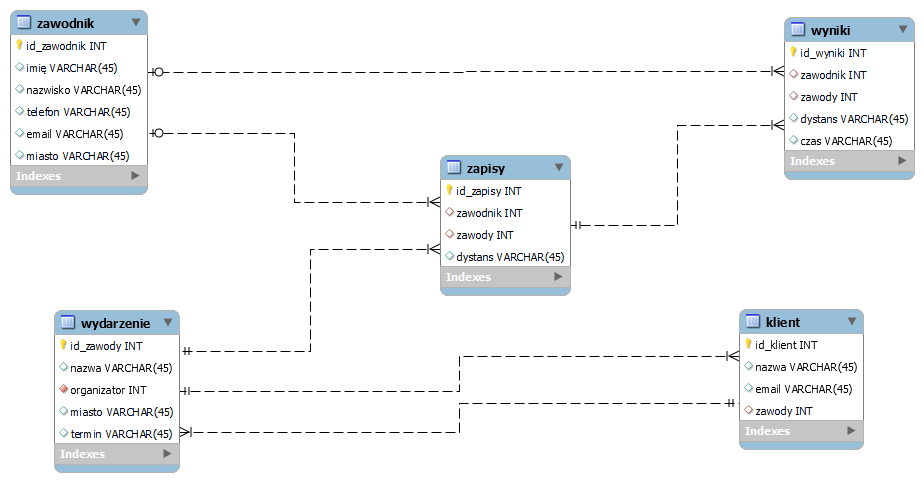 zawodnik
id_zawodnik INT
imię VARCHAR(45)
nazwisko VARCHAR(45)
telefon VARCHAR(45)
email VARCHAR(45)
miasto VARCHAR(45)
Indexes
wyniki
id_wyniki INT
zawodnik INT
zawody INT
dystans VARCHAR(45)
czas VARCHAR(45)
Indexes
zapisy
id_zapisy INT
zawodnik INT
zawody INT
dystans VARCHAR(45)
Indexes
wydarzenie
id_zawody INT
nazwa VARCHAR(45)
organizator INT
miasto VARCHAR(45)
termin VARCHAR(45)
Indexes
klient
id_klient INT
nazwa VARCHAR(45)
email VARCHAR(45)
zawody INT
Indexes